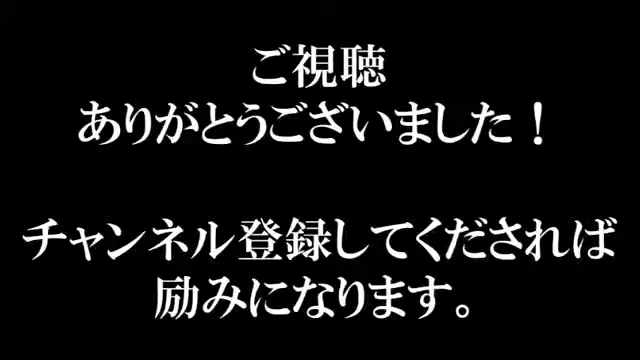 ご視聴
ありがとうございました！
チャンネル登録してくだされば
励みになります。